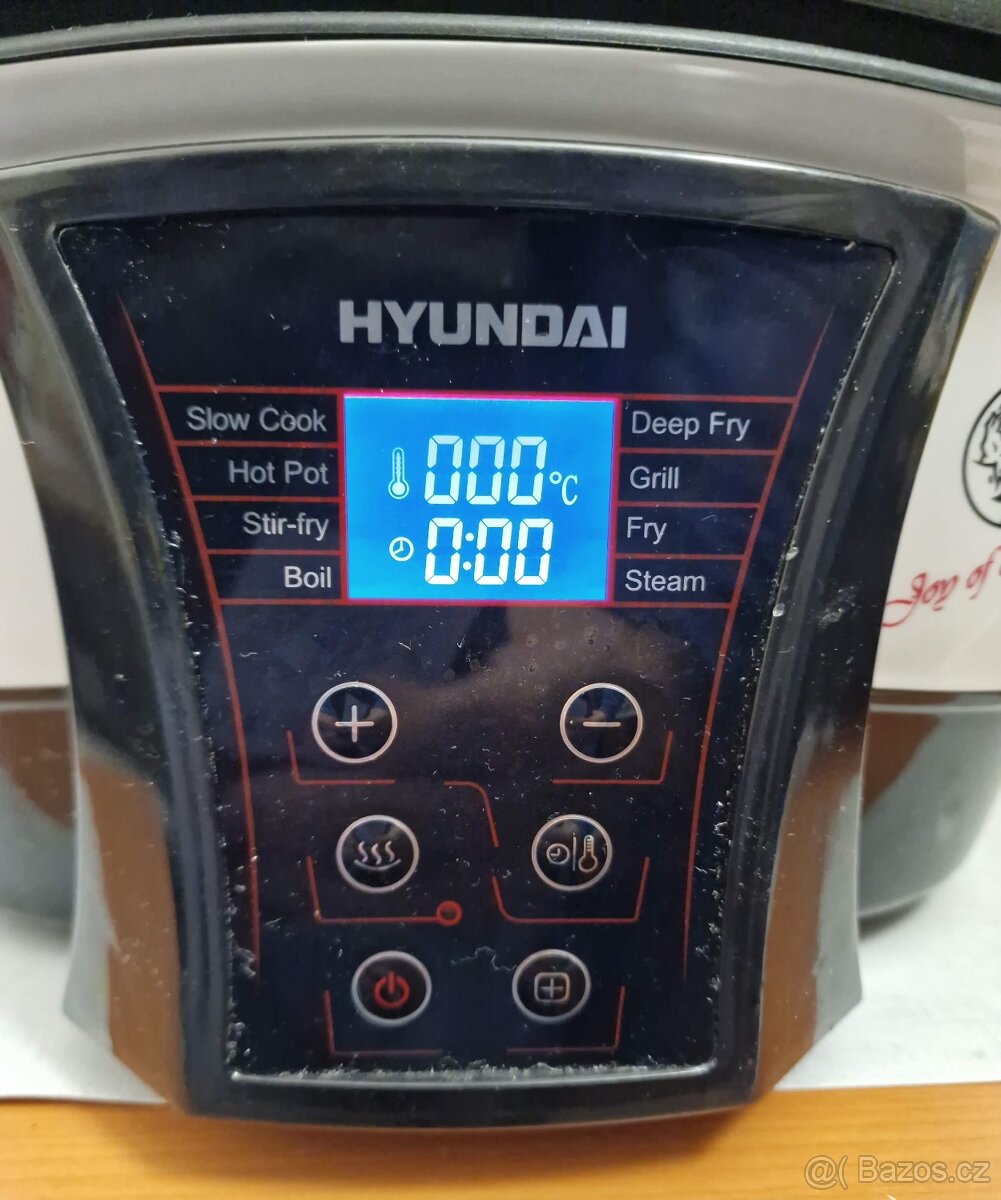 HYUNDAI
Slow Cook
Hot Pot
Stir-fry
Boil
000°C
0:00
Deep Fry
Grill
Fry
Steam
Joy of
@( Bazos.cz